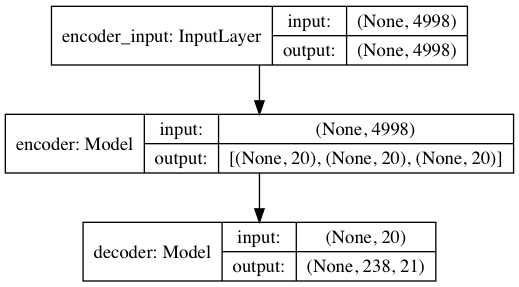 encoder_input: InputLayer
input: (None, 4998)
output: (None, 4998)
encoder: Model
input: (None, 4998)
output: [(None, 20), (None, 20), (None, 20)]
decoder: Model
input: (None, 20)
output: (None, 238, 21)